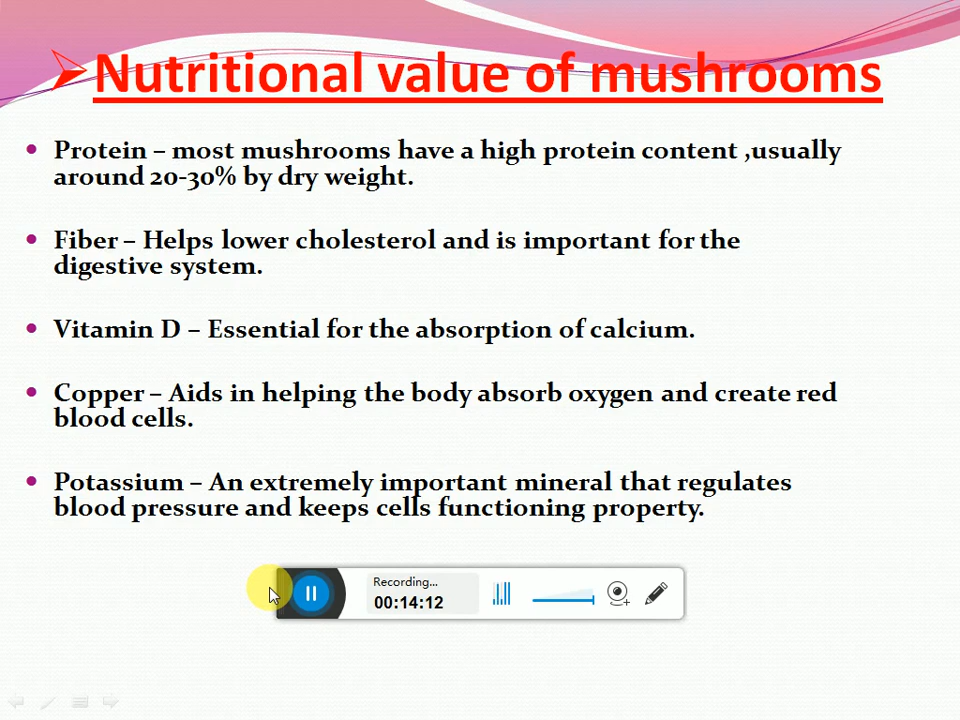 Nutritional value of mushrooms
Protein – most mushrooms have a high protein content ,usually
around 20-30% by dry weight.
Fiber – Helps lower cholesterol and is important for the
digestive system.
Vitamin D – Essential for the absorption of calcium.
Copper – Aids in helping the body absorb oxygen and create red
blood cells.
Potassium – An extremely important mineral that regulates
blood pressure and keeps cells functioning property.
Recording...
00:14:12